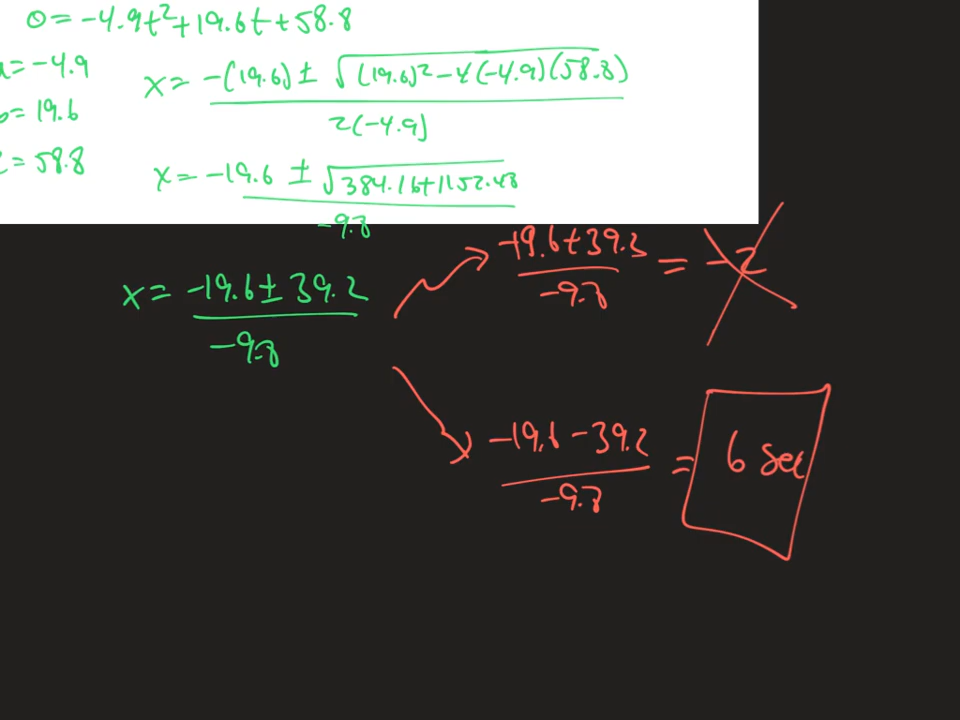 0 = -4.9t² + 19.6t + 58.8
a = -4.9
x = -(19.6) ± √(19.6)² - 4(-4.9)(58.8)
b = 19.6
2(-4.9)
c = 58.8
x = -19.6 ± √384.16 + 1152.48
-9.8
-19.6 + 39.2 = -2
-9.8
x = -19.6 ± 39.2
-9.8
-19.6 - 39.2 = 6 sec
-9.8